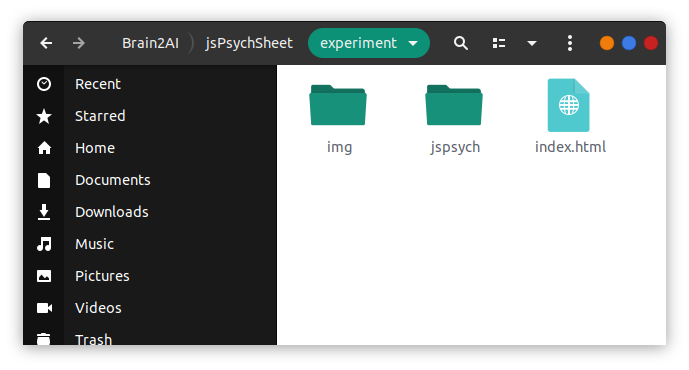 Brain2AI jsPsychSheet experiment
Recent
Starred
Home
Documents
Downloads
Music
Pictures
Videos
Trash
img jspsych index.html